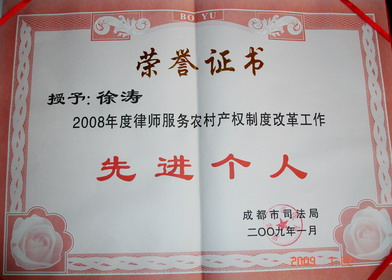 BO YU
荣誉证书
授予:徐涛
2008年度律师服务农村产权制度改革工作
先进个人
成都市司法局
二〇〇九年一月